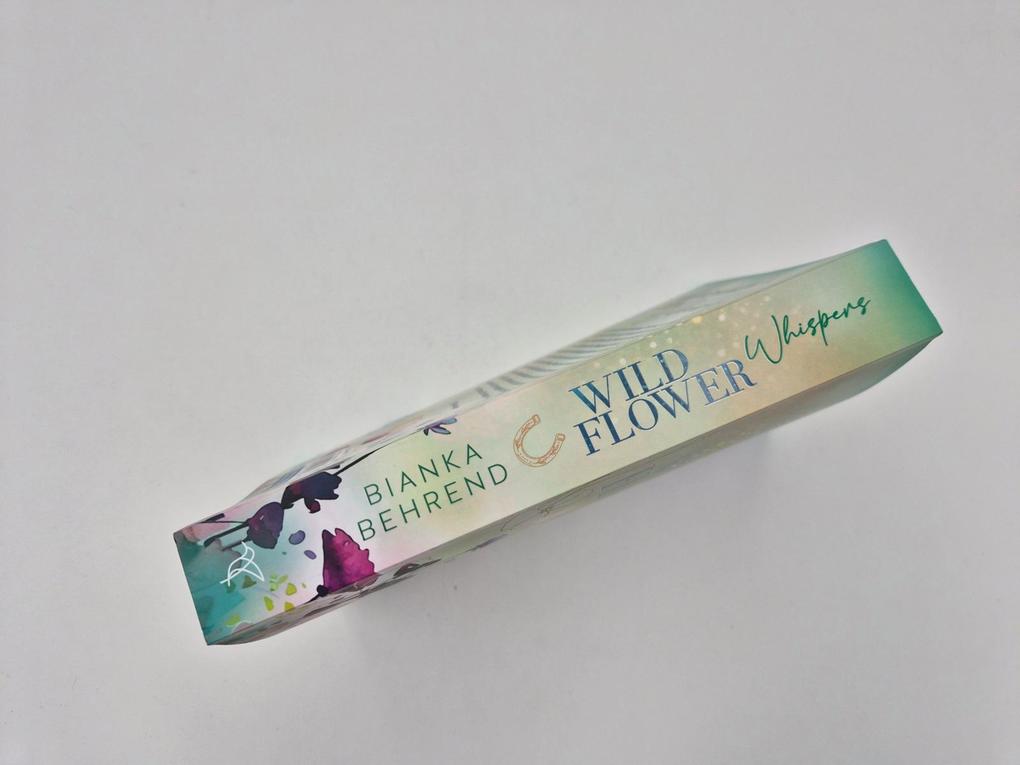 BIANKA
BEHREND
WILD
FLOWER
Whispers